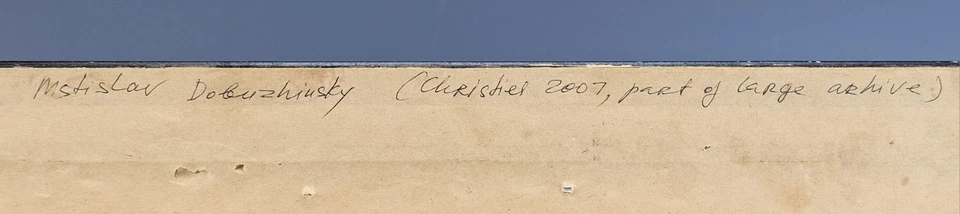 Mstislav Dobuzhinsky (Christies 2007, part of large arhive)